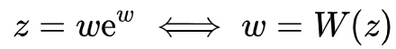 z = we^w ⟺ w = W(z)